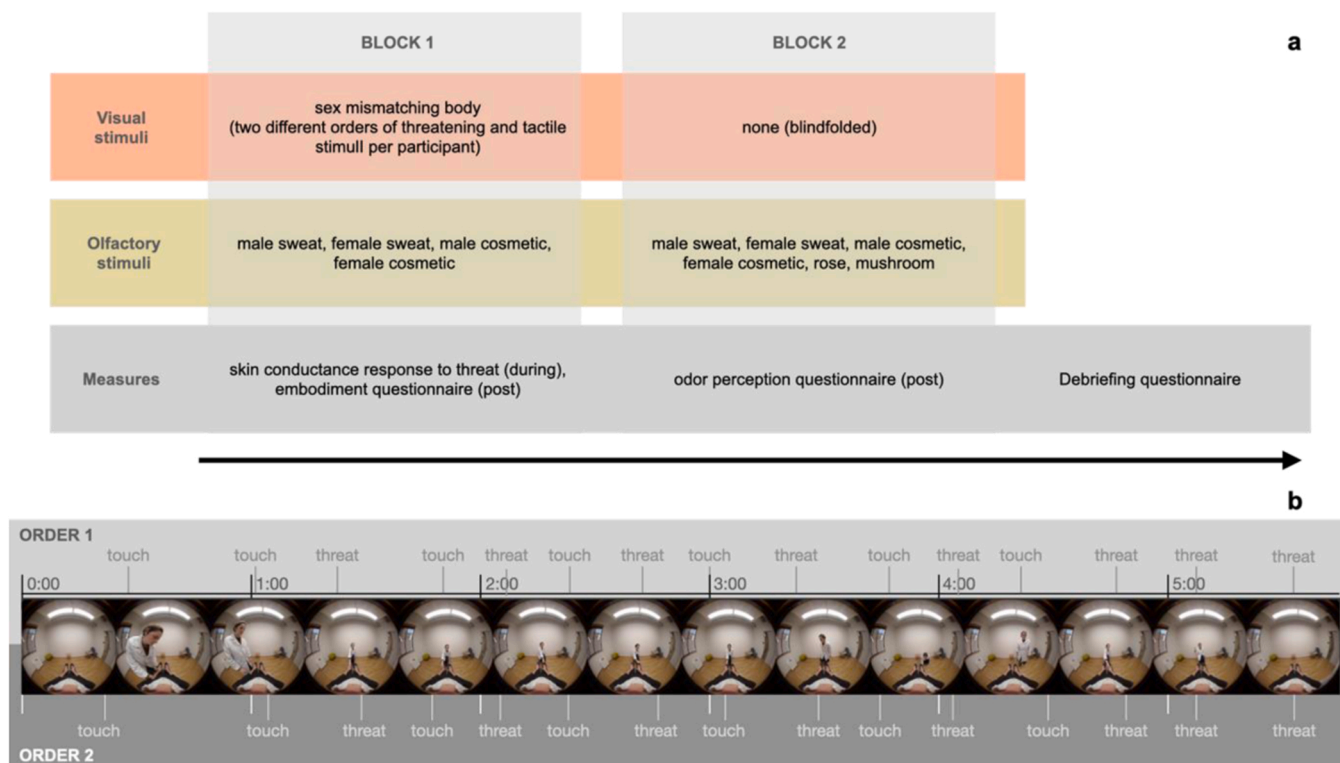 BLOCK 1
BLOCK 2
a
Visual
stimuli
sex mismatching body
(two different orders of threatening and tactile
stimull per participant)
none (blindfolded)
Olfactory
stimuli
male sweat, female sweat, male cosmetic,
female cosmetic
male sweat, female sweat, male cosmetic,
female cosmetic, rose, mushroom
Measures
skin conductance response to threat (during),
embodiment questionnaire (post)
odor perception questionnaire (post)
Debriefing questionnaire
b
ORDER 1
touch touch threat touch threat touch threat touch threat touch threat touch threat threat threat
0:00 1:00 2:00 3:00 4:00 5:00
touch touch threat touch threat touch threat touch threat touch threat touch threat threat threat
ORDER 2